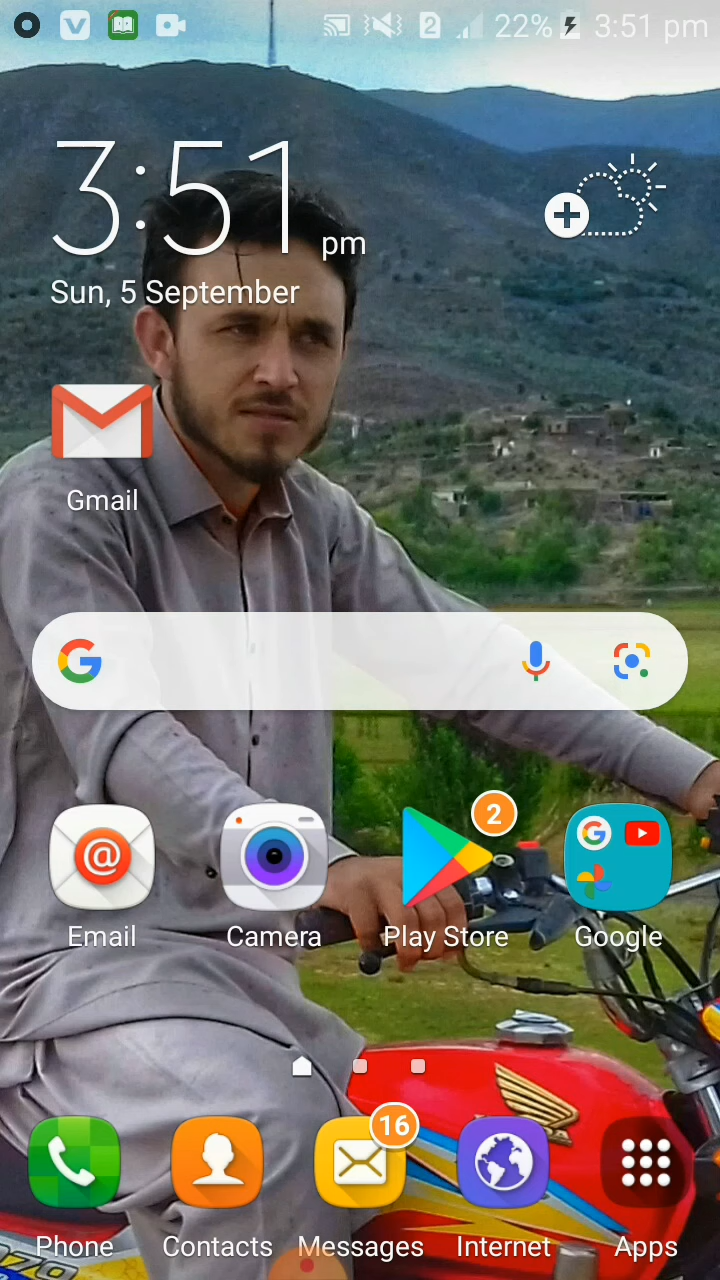 2 22% 3:51 pm
3:51 pm
Sun, 5 September
Gmail
G
2
@
Email
Camera
Play Store
Google
16
Phone
Contacts
Messages
Internet
Apps